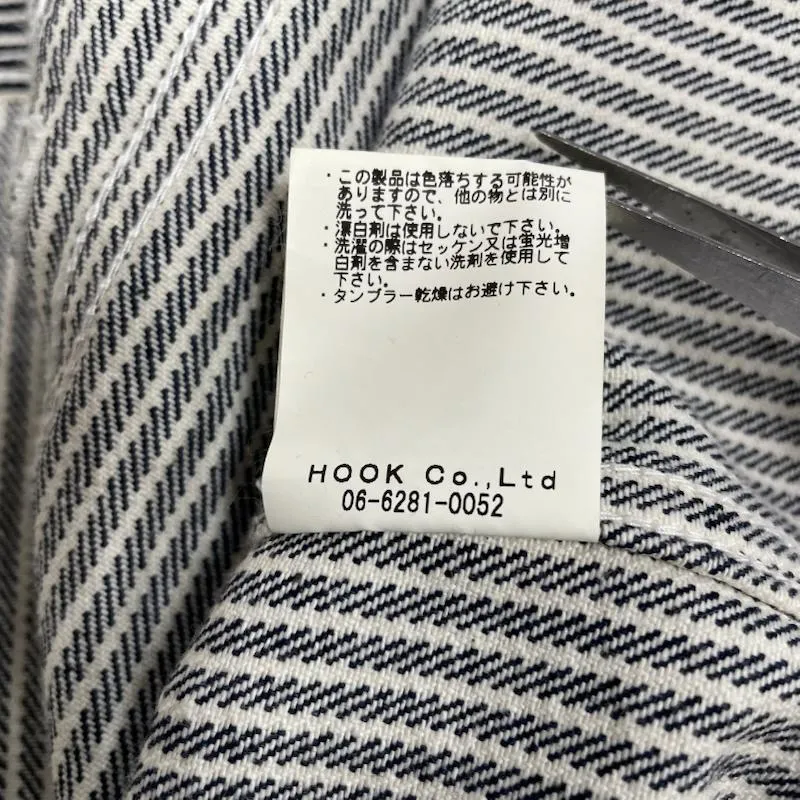 ・この製品は色落ちする可能性が
ありますので、他の物とは別に
洗って下さい。
・漂白剤は使用しないで下さい。
・洗濯の際はセッケン又は蛍光増
白剤を含まない洗剤を使用して
下さい。
・タンブラー乾燥はお避け下さい。
HOOK Co.,Ltd
06-6281-0052